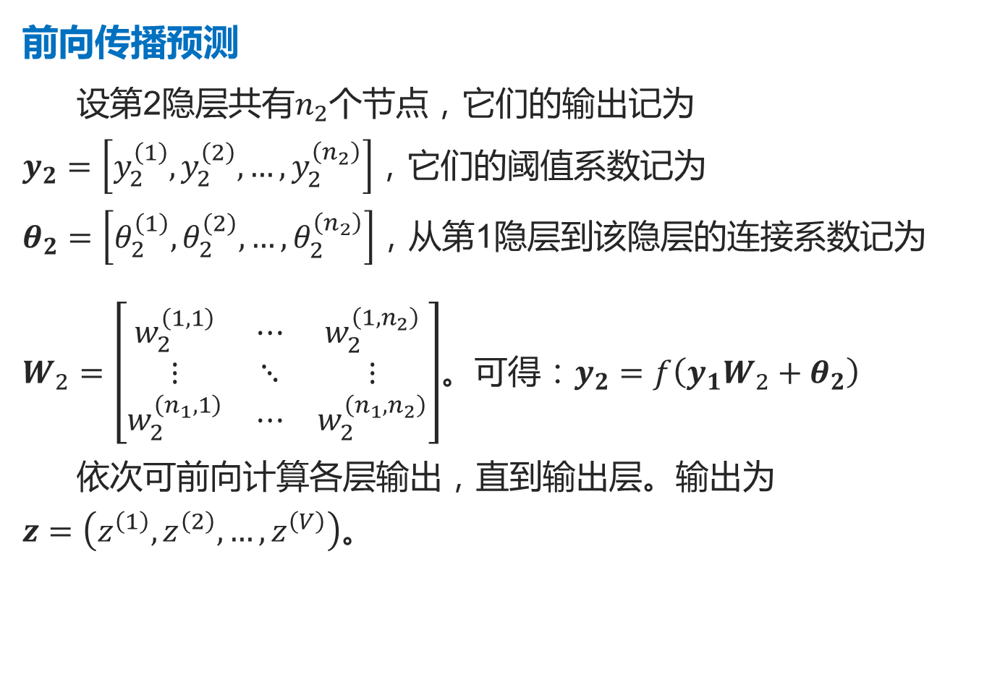 前向传播预测
设第2隐层共有$n_2$个节点，它们的输出记为
$\boldsymbol{y_2} = \left[y_2^{(1)}, y_2^{(2)}, \ldots, y_2^{(n_2)}\right]$，它们的阈值系数记为
$\boldsymbol{\theta_2} = \left[\theta_2^{(1)}, \theta_2^{(2)}, \ldots, \theta_2^{(n_2)}\right]$，从第1隐层到该隐层的连接系数记为
$\boldsymbol{W}_2 = \begin{bmatrix} w_2^{(1,1)} & \cdots & w_2^{(1,n_2)} \\ \vdots & \ddots & \vdots \\ w_2^{(n_1,1)} & \cdots & w_2^{(n_1,n_2)} \end{bmatrix}$。可得：$\boldsymbol{y_2} = f(\boldsymbol{y_1}\boldsymbol{W}_2 + \boldsymbol{\theta_2})$
依次可前向计算各层输出，直到输出层。输出为
$\boldsymbol{z} = \left(z^{(1)}, z^{(2)}, \ldots, z^{(V)}\right)$。